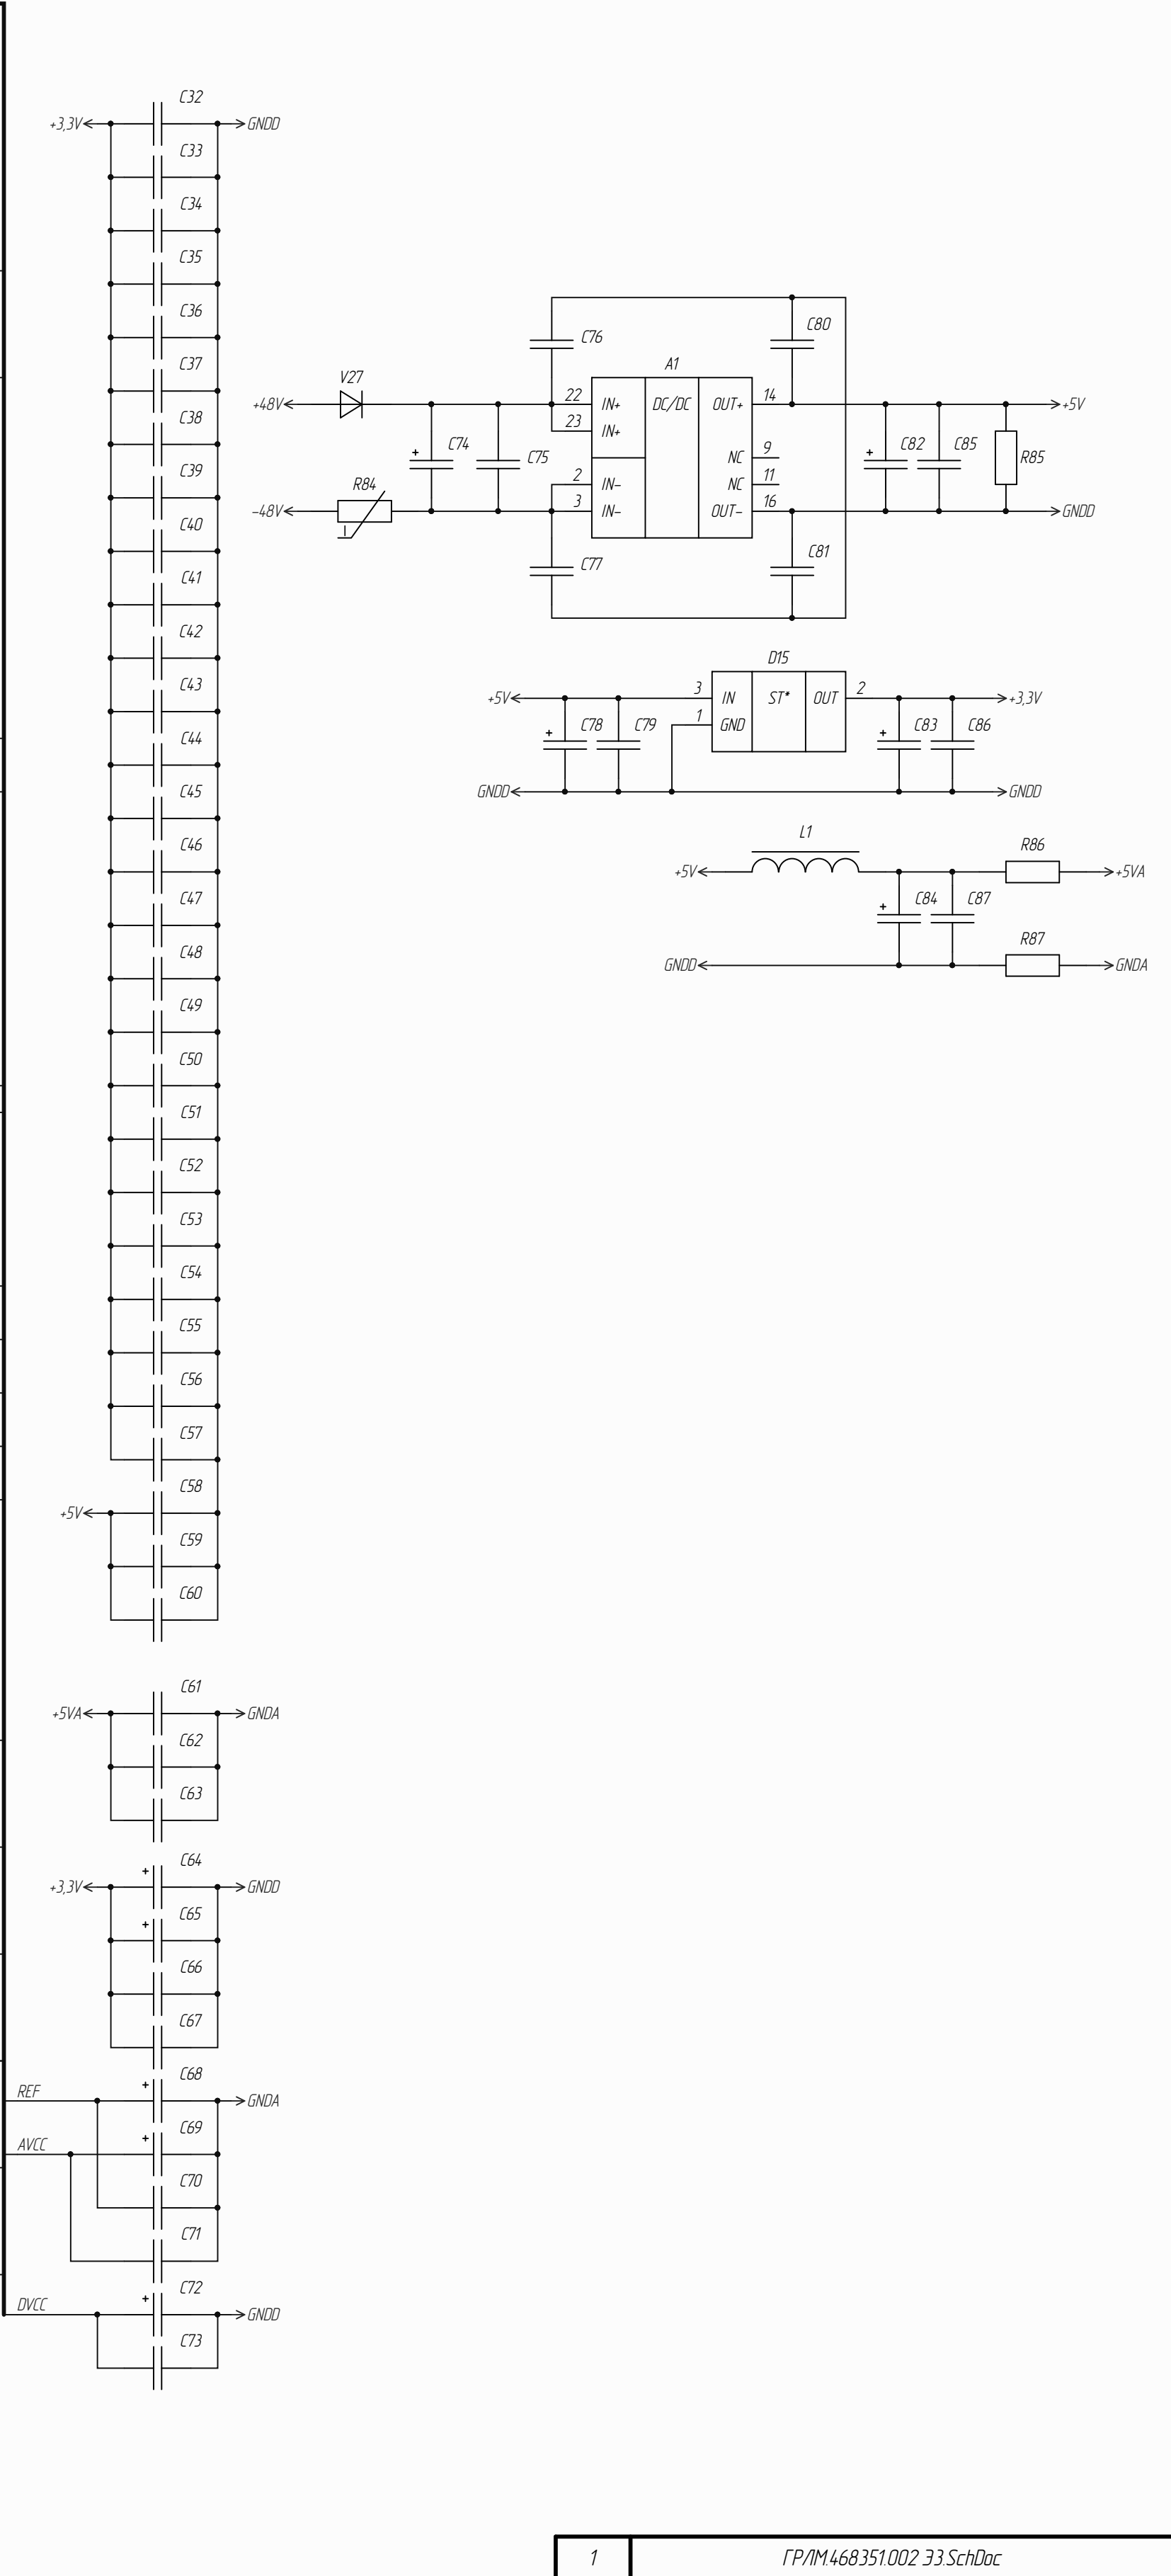 C32
+3,3V
GNDD
C33
C34
C35
C36
C37
C38
C39
C40
C41
C42
C43
C44
C45
C46
C47
C48
C49
C50
C51
C52
C53
C54
C55
C56
C57
C58
+5V
C59
C60
C61
+5VA
GNDA
C62
C63
C64
+
+3,3V
GNDD
C65
+
C66
C67
C68
+
REF
GNDA
C69
+
AVCC
C70
C71
C72
+
DVCC
GNDD
C73
C76
C80
A1
V27
+48V
22
IN+
DC/DC
OUT+
14
+5V
23
IN+
+
C74
C75
NC
9
+
C82
C85
R85
R84
2
IN-
NC
11
-48V
3
IN-
OUT-
16
GNDD
C77
C81
D15
+5V
3
IN
ST*
OUT
2
+3,3V
1
GND
+
C78
C79
+
C83
C86
GNDD
GNDD
L1
R86
+5V
+5VA
+
C84
C87
R87
GNDD
GNDA
1
ГРЛМ.468351.002 Э3.SchDoc